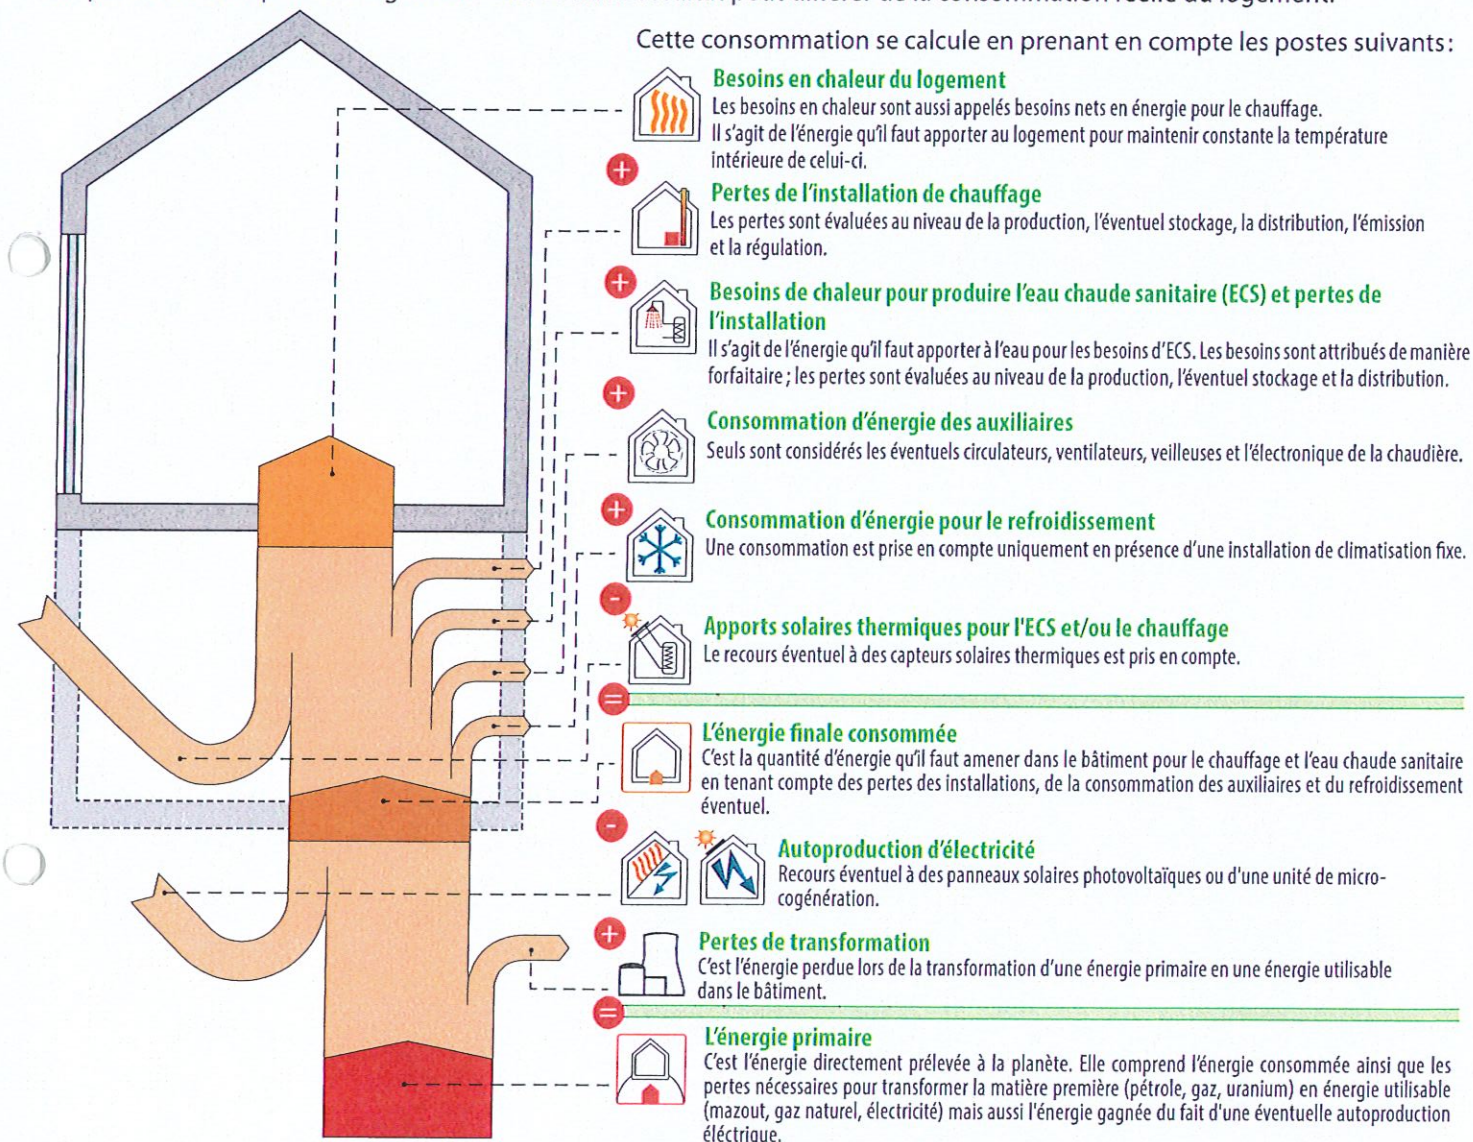 Cette consommation se calcule en prenant en compte les postes suivants:
Besoins en chaleur du logement
Les besoins en chaleur sont aussi appelés besoins nets en énergie pour le chauffage.
Il s'agit de l'énergie qu'il faut apporter au logement pour maintenir constante la température
intérieure de celui-ci.
+
Pertes de l'installation de chauffage
Les pertes sont évaluées au niveau de la production, l'éventuel stockage, la distribution, l'émission
et la régulation.
+
Besoins de chaleur pour produire l'eau chaude sanitaire (ECS) et pertes de
l'installation
Il s'agit de l'énergie qu'il faut apporter à l'eau pour les besoins d'ECS. Les besoins sont attribués de manière
forfaitaire ; les pertes sont évaluées au niveau de la production, l'éventuel stockage et la distribution.
+
Consommation d'énergie des auxiliaires
Seuls sont considérés les éventuels circulateurs, ventilateurs, veilleuses et l'électronique de la chaudière.
+
Consommation d'énergie pour le refroidissement
Une consommation est prise en compte uniquement en présence d'une installation de climatisation fixe.
-
Apports solaires thermiques pour l'ECS et/ou le chauffage
Le recours éventuel à des capteurs solaires thermiques est pris en compte.
=
L'énergie finale consommée
C'est la quantité d'énergie qu'il faut amener dans le bâtiment pour le chauffage et l'eau chaude sanitaire
en tenant compte des pertes des installations, de la consommation des auxiliaires et du refroidissement
éventuel.
-
Autoproduction d'électricité
Recours éventuel à des panneaux solaires photovoltaïques ou d'une unité de micro-
cogénération.
+
Pertes de transformation
C'est l'énergie perdue lors de la transformation d'une énergie primaire en une énergie utilisable
dans le bâtiment.
=
L'énergie primaire
C'est l'énergie directement prélevée à la planète. Elle comprend l'énergie consommée ainsi que les
pertes nécessaires pour transformer la matière première (pétrole, gaz, uranium) en énergie utilisable
(mazout, gaz naturel, électricité) mais aussi l'énergie gagnée du fait d'une éventuelle autoproduction
éléctrique.